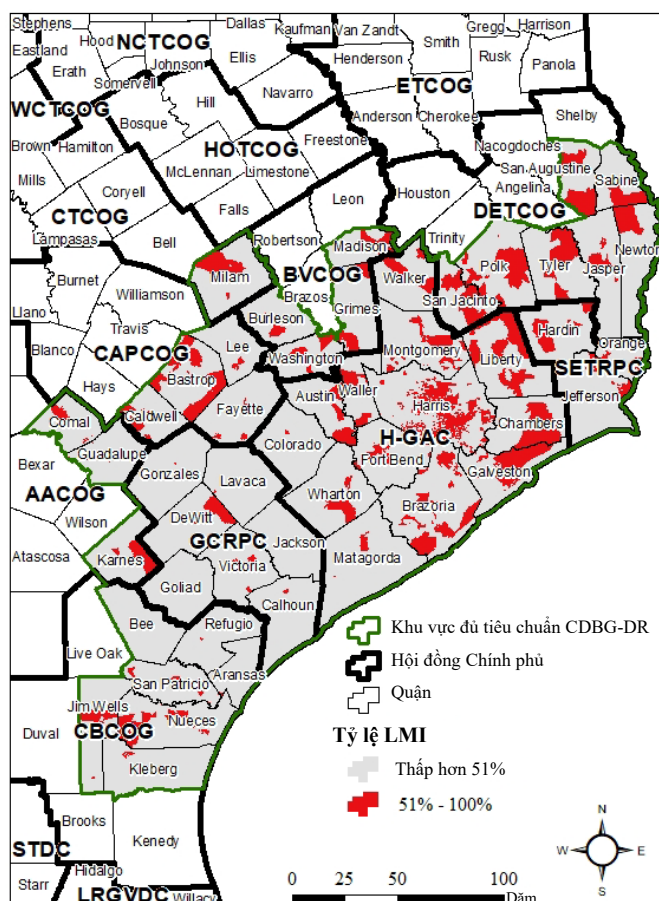 Stephens
Hood
NCTCOG
Dallas
Kaufman
Van Zandt
Gregg
Harrison
Eastland
Johnson
Ellis
Smith
Erath
Somervell
Henderson
Rusk
Panola
Hill
Navarro
ETCOG
WCTCOG
Bosque
Anderson
Cherokee
Shelby
Brown
Hamilton
HOTCOG
Freestone
Nacogdoches
McLennan
Limestone
San Augustine
Sabine
Mills
Coryell
Leon
Houston
Angelina
CTCOG
Falls
DETCOG
Lampasas
Bell
Robertson
Madison
Trinity
Newton
Burnet
Milam
BVCOG
Walker
Polk
Tyler
Jasper
Williamson
Brazos
Grimes
San Jacinto
Llano
Travis
Burleson
Hardin
Blanco
CAPCOG
Lee
Washington
Montgomery
Liberty
Orange
Hays
Bastrop
SETRPC
Austin
Waller
Harris
Jefferson
Comal
Caldwell
Fayette
Chambers
Guadalupe
Colorado
H-GAC
Bexar
Gonzales
Fort Bend
Galveston
AACOG
Lavaca
Wharton
Brazoria
Wilson
DeWitt
GCRPC
Atascosa
Jackson
Karnes
Victoria
Matagorda
Goliad
Calhoun
Bee
Refugio
Live Oak
Aransas
San Patricio
Jim Wells
Nueces
Duval
CBCOG
Kleberg
Brooks
Kenedy
STDC
Hidalgo
Starr
LRGVDC
Willacy
Khu vực đủ tiêu chuẩn CDBG-DR
Hội đồng Chính phủ
Quận
Tỷ lệ LMI
Thấp hơn 51%
51% - 100%
N
W
E
S
0
25
50
100
Dặm